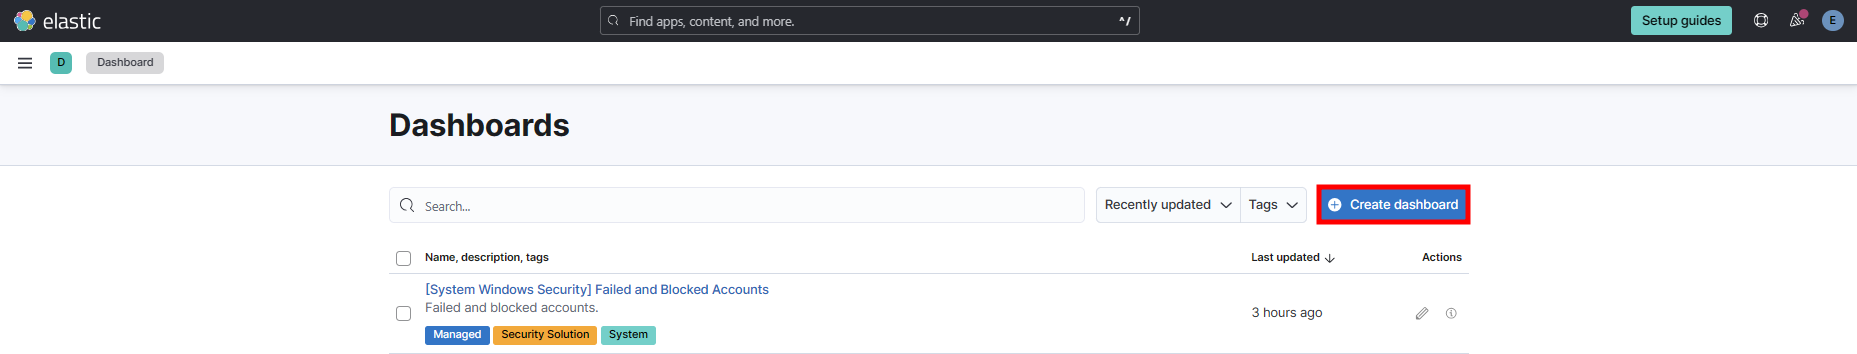 elastic
Find apps, content, and more.
^/
Setup guides
E
D
Dashboard
Dashboards
Search...
Recently updated
Tags
Create dashboard
Name, description, tags
Last updated
Actions
[System Windows Security] Failed and Blocked Accounts
Failed and blocked accounts.
3 hours ago
Managed
Security Solution
System